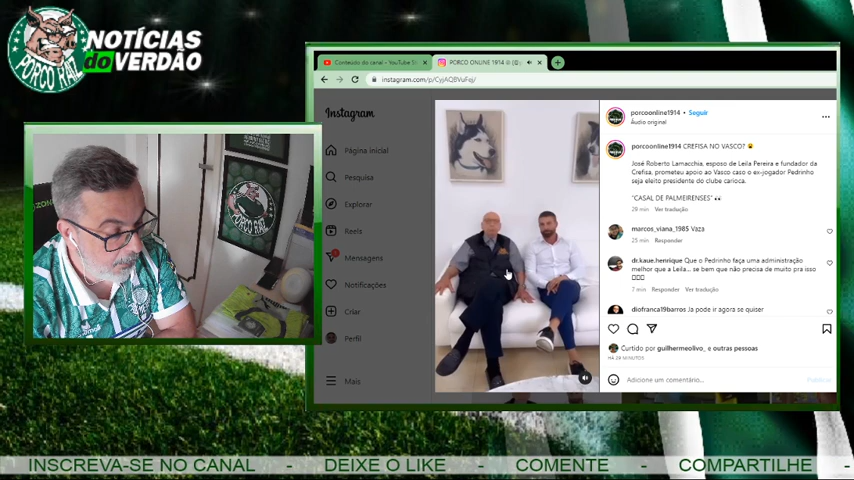 NOTÍCIAS
do VERDÃO
PORCO RAIZ
PORCO RAIZ
Conteúdo do canal - YouTube St
PORCO ONLINE 1914
instagram.com/p/CyjAQBVuFej/
Instagram
Página inicial
Pesquisa
Explorar
Reels
Mensagens
Notificações
Criar
Perfil
Mais
porcoonline1914 • Seguir
Áudio original
porcoonline1914 CREFISA NO VASCO? 😮
José Roberto Lamacchia, esposo de Leila Pereira e fundador da
Crefisa, prometeu apoio ao Vasco caso o ex-jogador Pedrinho
seja eleito presidente do clube carioca.
"CASAL DE PALMEIRENSES" 👀
29 min Ver tradução
marcos_viana_1985 Vaza
25 min Responder
dr.kaue.henrique Que o Pedrinho faça uma administração
melhor que a Leila... se bem que não precisa de muito pra isso
7 min Responder Ver tradução
diofranca19barros Ja pode ir agora se quiser
Curtido por guilhermeolivo_ e outras pessoas
HÁ 29 MINUTOS
Adicione um comentário...
Publicar
INSCREVA-SE NO CANAL - DEIXE O LIKE - COMENTE - COMPARTILHE -